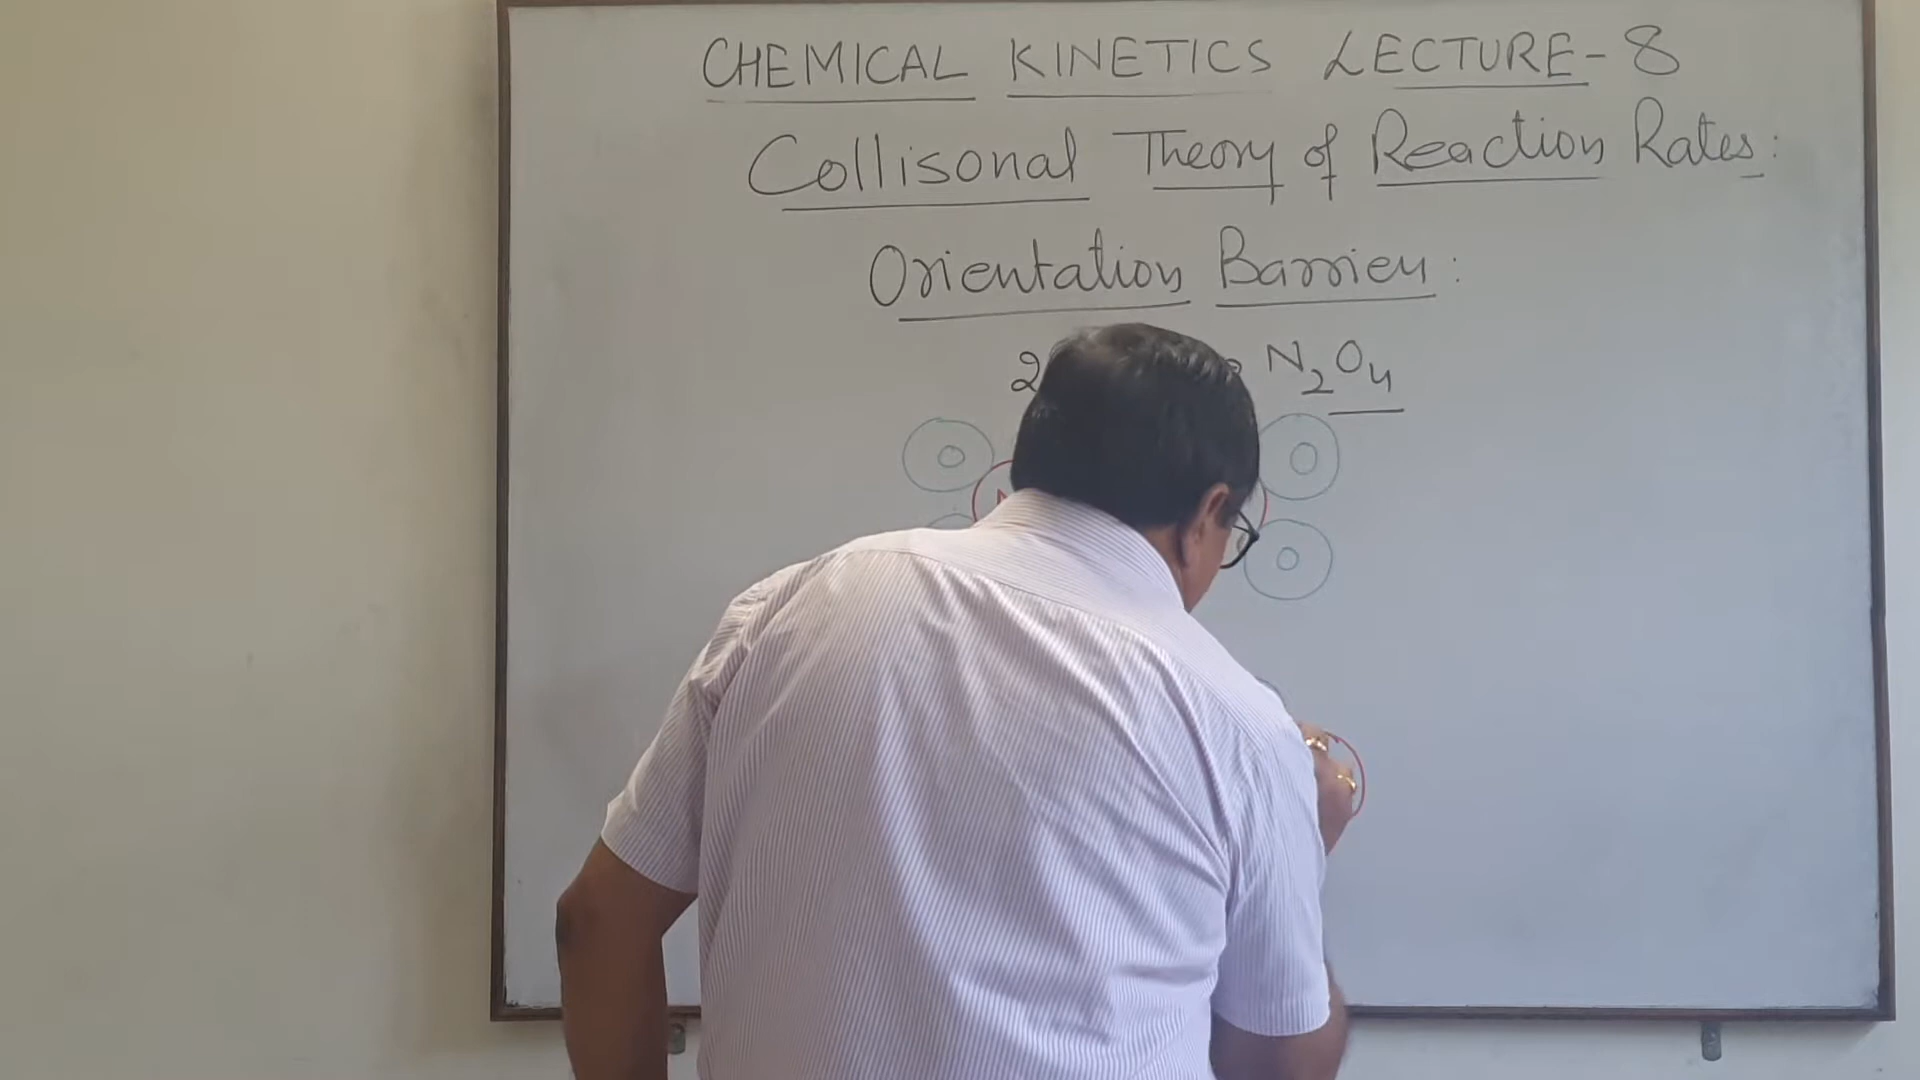 CHEMICAL KINETICS LECTURE-8
Collisonal Theory of Reaction Rates:
Orientation Barrier:
2 N₂O₄
O O
N
O